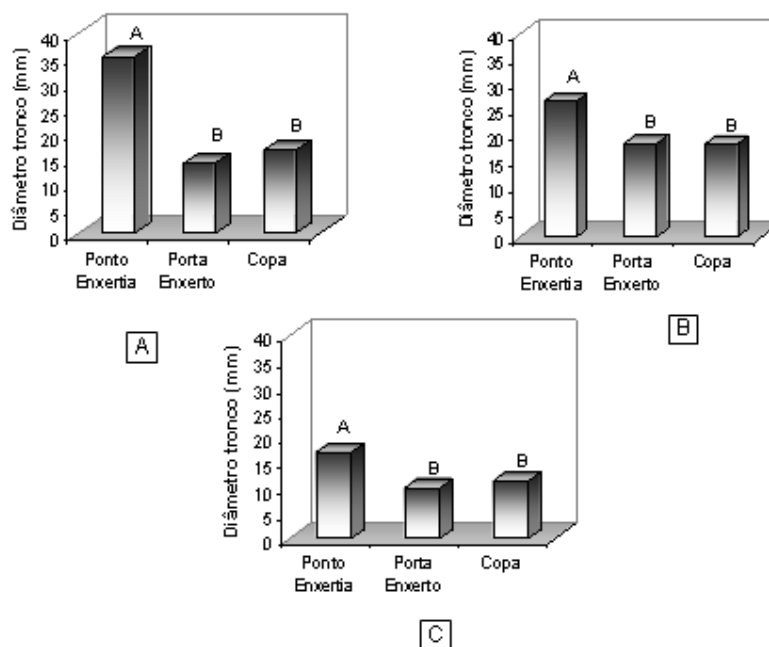 Diâmetro tronco (mm)
40
35
30
25
20
15
10
5
0
A
B
B
Ponto Enxertia
Porta Enxerto
Copa
A
Diâmetro tronco (mm)
40
35
30
25
20
15
10
5
0
A
B
B
Ponto Enxertia
Porta Enxerto
Copa
B
Diâmetro tronco (mm)
40
35
30
25
20
15
10
5
0
A
B
B
Ponto Enxertia
Porta Enxerto
Copa
C